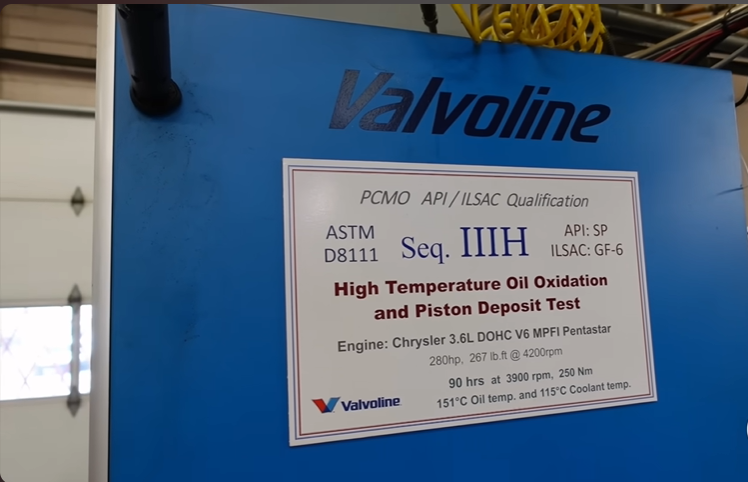 Valvoline
PCMO API / ILSAC Qualification
ASTM
D8111
Seq. IIIH
API: SP
ILSAC: GF-6
High Temperature Oil Oxidation
and Piston Deposit Test
Engine: Chrysler 3.6L DOHC V6 MPFI Pentastar
280hp, 267 lb.ft @ 4200rpm
90 hrs at 3900 rpm, 250 Nm
151°C Oil temp. and 115°C Coolant temp.
Valvoline